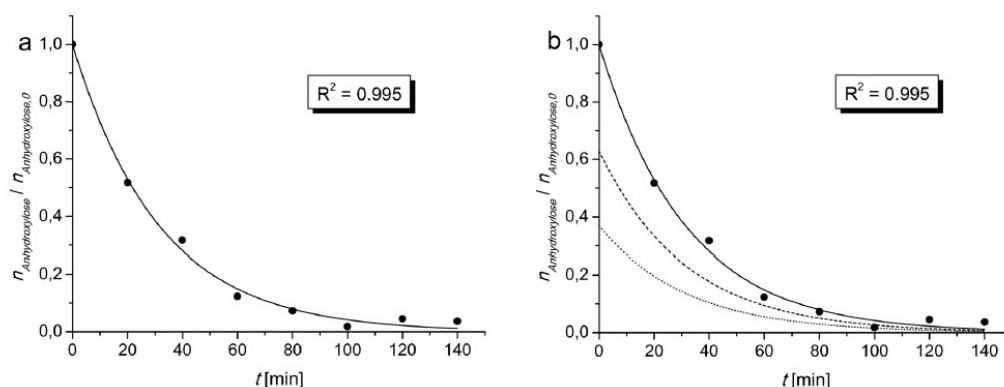 a
1,0
0,8
0,6
0,4
0,2
0,0
n_Anhydroxylose / n_Anhydroxylose,0
R² = 0.995
0 20 40 60 80 100 120 140
t [min]
b
1,0
0,8
0,6
0,4
0,2
0,0
n_Anhydroxylose / n_Anhydroxylose,0
R² = 0.995
0 20 40 60 80 100 120 140
t [min]